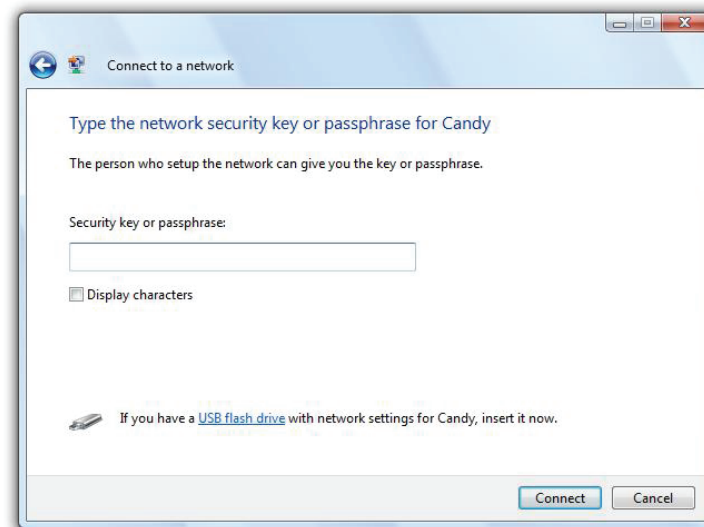 Connect to a network
Type the network security key or passphrase for Candy
The person who setup the network can give you the key or passphrase.
Security key or passphrase:
Display characters
If you have a USB flash drive with network settings for Candy, insert it now.
Connect Cancel